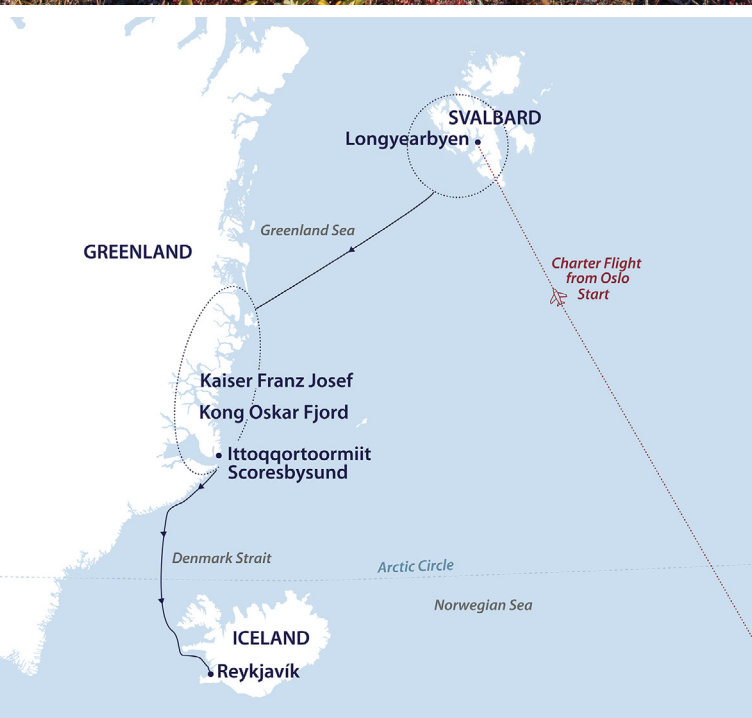 SVALBARD
Longyearbyen
Greenland Sea
GREENLAND
Charter Flight
from Oslo
Start
Kaiser Franz Josef
Kong Oskar Fjord
Ittoqqortoormiit
Scoresbysund
Denmark Strait
Arctic Circle
Norwegian Sea
ICELAND
Reykjavík